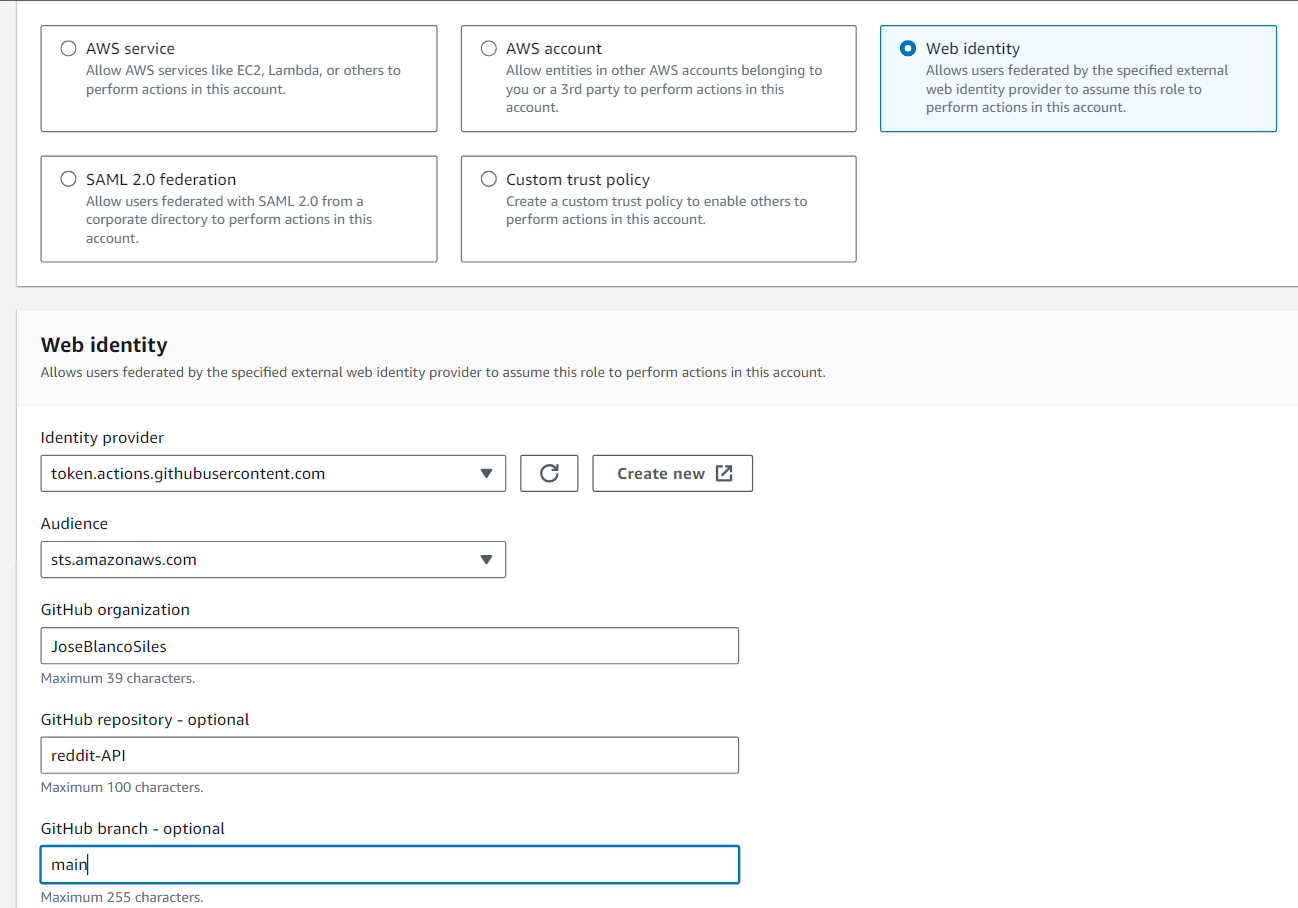 AWS service
Allow AWS services like EC2, Lambda, or others to
perform actions in this account.
AWS account
Allow entities in other AWS accounts belonging to
you or a 3rd party to perform actions in this
account.
Web identity
Allows users federated by the specified external
web identity provider to assume this role to
perform actions in this account.
SAML 2.0 federation
Allow users federated with SAML 2.0 from a
corporate directory to perform actions in this
account.
Custom trust policy
Create a custom trust policy to enable others to
perform actions in this account.
Web identity
Allows users federated by the specified external web identity provider to assume this role to perform actions in this account.
Identity provider
token.actions.githubusercontent.com
Create new
Audience
sts.amazonaws.com
GitHub organization
JoseBlancoSiles
Maximum 39 characters.
GitHub repository - optional
reddit-API
Maximum 100 characters.
GitHub branch - optional
main
Maximum 255 characters.